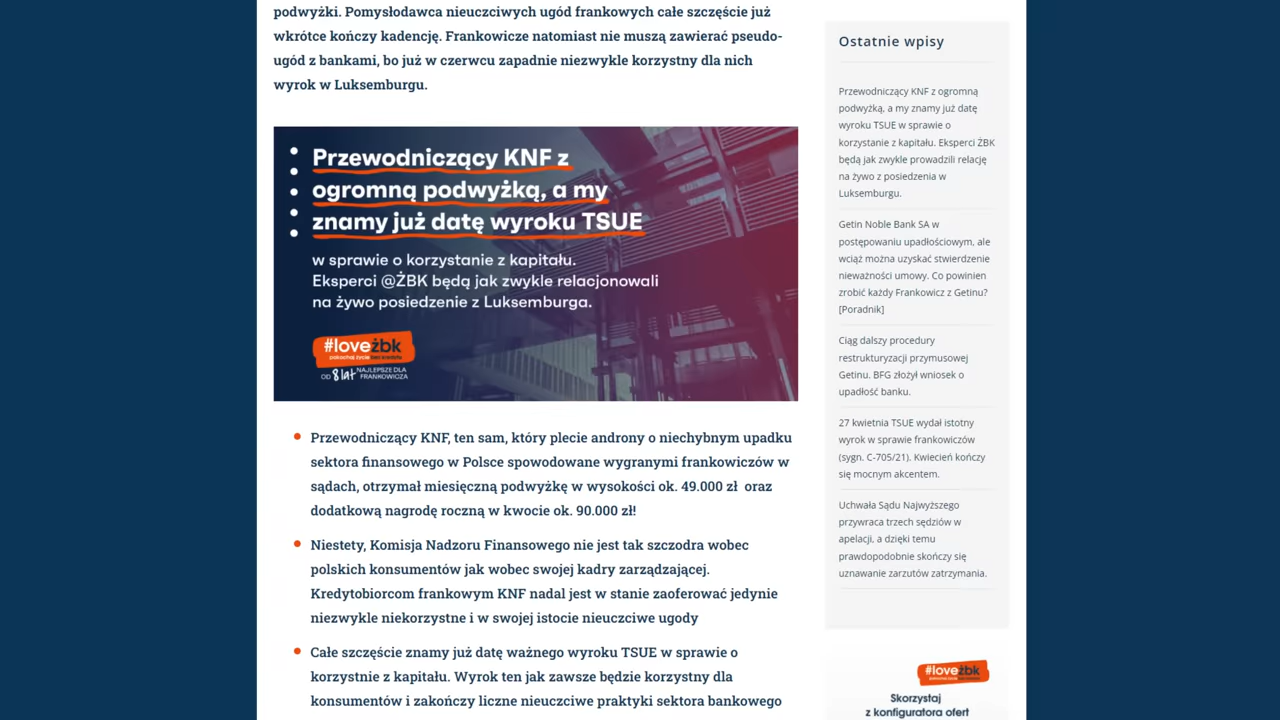 podwyżki. Pomysłodawca nieuczciwych ugód frankowych całe szczęście już
wkrótce kończy kadencję. Frankowicze natomiast nie muszą zawierać pseudo-
ugód z bankami, bo już w czerwcu zapadnie niezwykle korzystny dla nich
wyrok w Luksemburgu.
Przewodniczący KNF z
ogromną podwyżką, a my
znamy już datę wyroku TSUE
w sprawie o korzystanie z kapitału.
Eksperci @ŻBK będą jak zwykle relacjonowali
na żywo posiedzenie z Luksemburga.
#loveżbk
pokochaj życie bez kredytu
OD 8 lat NAJLEPSZE DLA
FRANKOWICZA
Przewodniczący KNF, ten sam, który plecie androny o niechybnym upadku
sektora finansowego w Polsce spowodowane wygranymi frankowiczów w
sądach, otrzymał miesięczną podwyżkę w wysokości ok. 49.000 zł oraz
dodatkową nagrodę roczną w kwocie ok. 90.000 zł!
Niestety, Komisja Nadzoru Finansowego nie jest tak szczodra wobec
polskich konsumentów jak wobec swojej kadry zarządzającej.
Kredytobiorcom frankowym KNF nadal jest w stanie zaoferować jedynie
niezwykle niekorzystne i w swojej istocie nieuczciwe ugody
Całe szczęście znamy już datę ważnego wyroku TSUE w sprawie o
korzystnie z kapitału. Wyrok ten jak zawsze będzie korzystny dla
konsumentów i zakończy liczne nieuczciwe praktyki sektora bankowego
Ostatnie wpisy
Przewodniczący KNF z ogromną
podwyżką, a my znamy już datę
wyroku TSUE w sprawie o
korzystanie z kapitału. Eksperci ŻBK
będą jak zwykle prowadzili relację
na żywo z posiedzenia w
Luksemburgu.
Getin Noble Bank SA w
postępowaniu upadłościowym, ale
wciąż można uzyskać stwierdzenie
nieważności umowy. Co powinien
zrobić każdy Frankowicz z Getinu?
[Poradnik]
Ciąg dalszy procedury
restrukturyzacji przymusowej
Getinu. BFG złożył wniosek o
upadłość banku.
27 kwietnia TSUE wydał istotny
wyrok w sprawie frankowiczów
(sygn. C-705/21). Kwiecień kończy
się mocnym akcentem.
Uchwała Sądu Najwyższego
przywraca trzech sędziów w
apelacji, a dzięki temu
prawdopodobnie skończy się
uznawanie zarzutów zatrzymania.
#loveżbk
Skorzystaj
z konfiguratora ofert